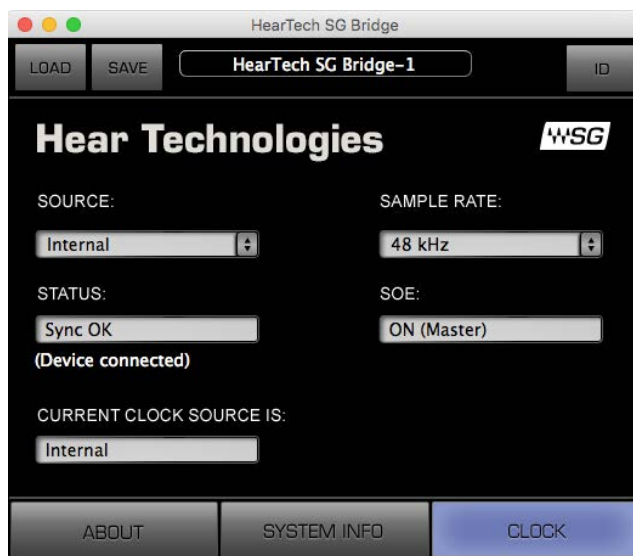 HearTech SG Bridge
LOAD SAVE HearTech SG Bridge-1 ID
Hear Technologies WSG
SOURCE: SAMPLE RATE:
Internal 48 kHz
STATUS: SOE:
Sync OK ON (Master)
(Device connected)
CURRENT CLOCK SOURCE IS:
Internal
ABOUT SYSTEM INFO CLOCK